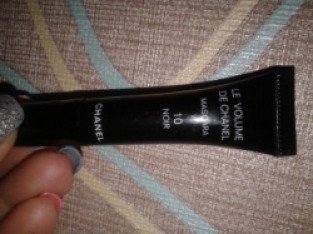 LE VOLUME
DE CHANEL
MASCARA
10
NOIR
CHANEL